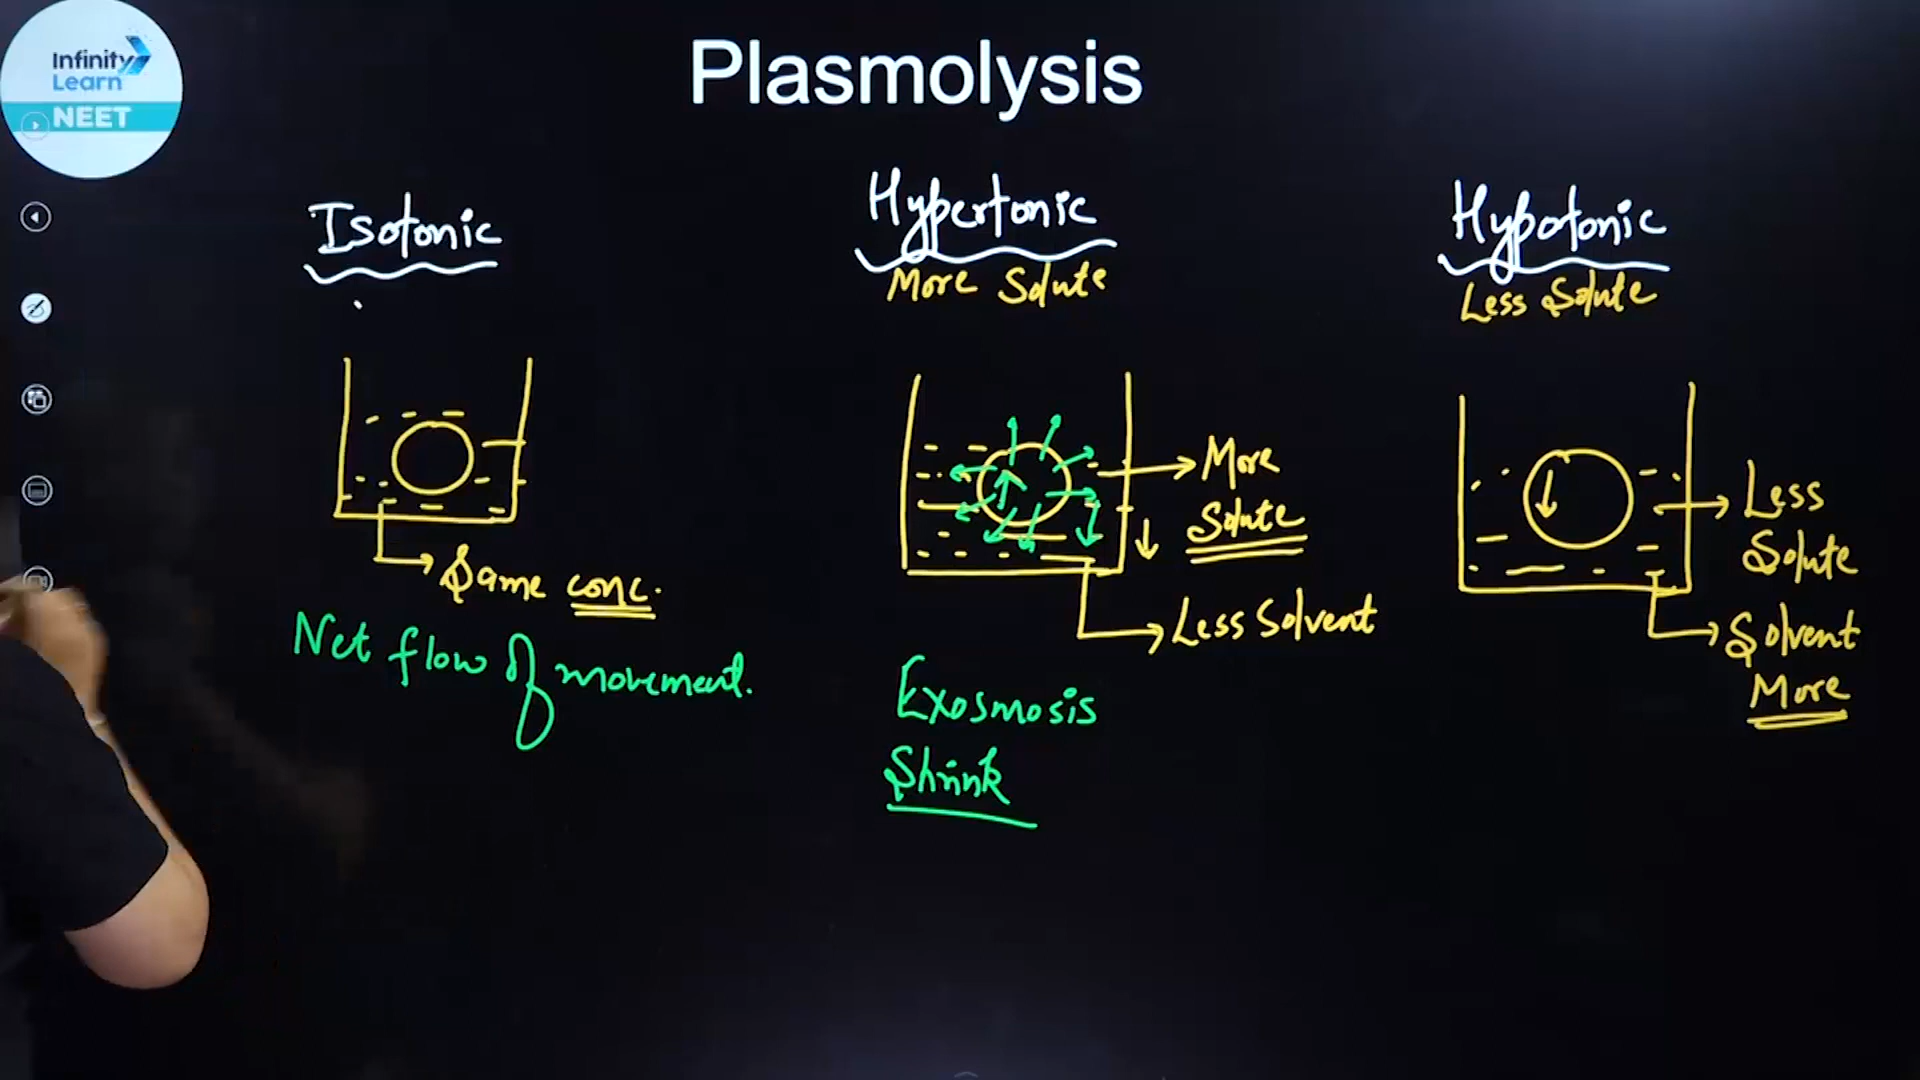 Infinity
Learn
NEET
Plasmolysis
Isotonic
Same conc.
Net flow of movement.
Hypertonic
More Solute
More
Solute
Less Solvent
Exosmosis
Shrink
Hypotonic
Less Solute
Less
Solute
Solvent
More